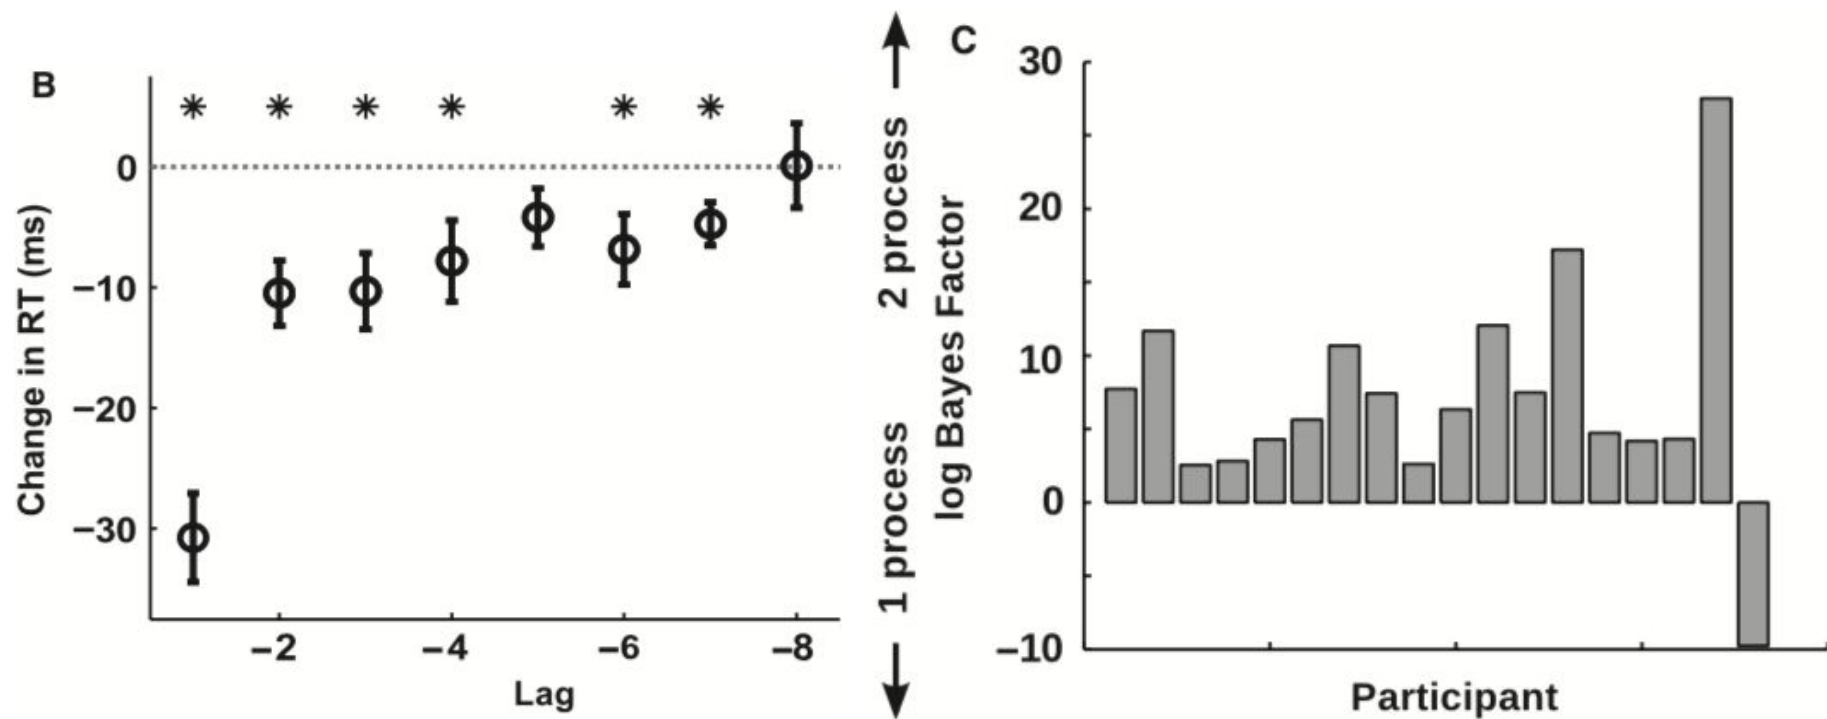 B
* * * * * *
0
−10
−20
−30
Change in RT (ms)
−2 −4 −6 −8
Lag
2 process
1 process
C
log Bayes Factor
30
20
10
0
−10
Participant